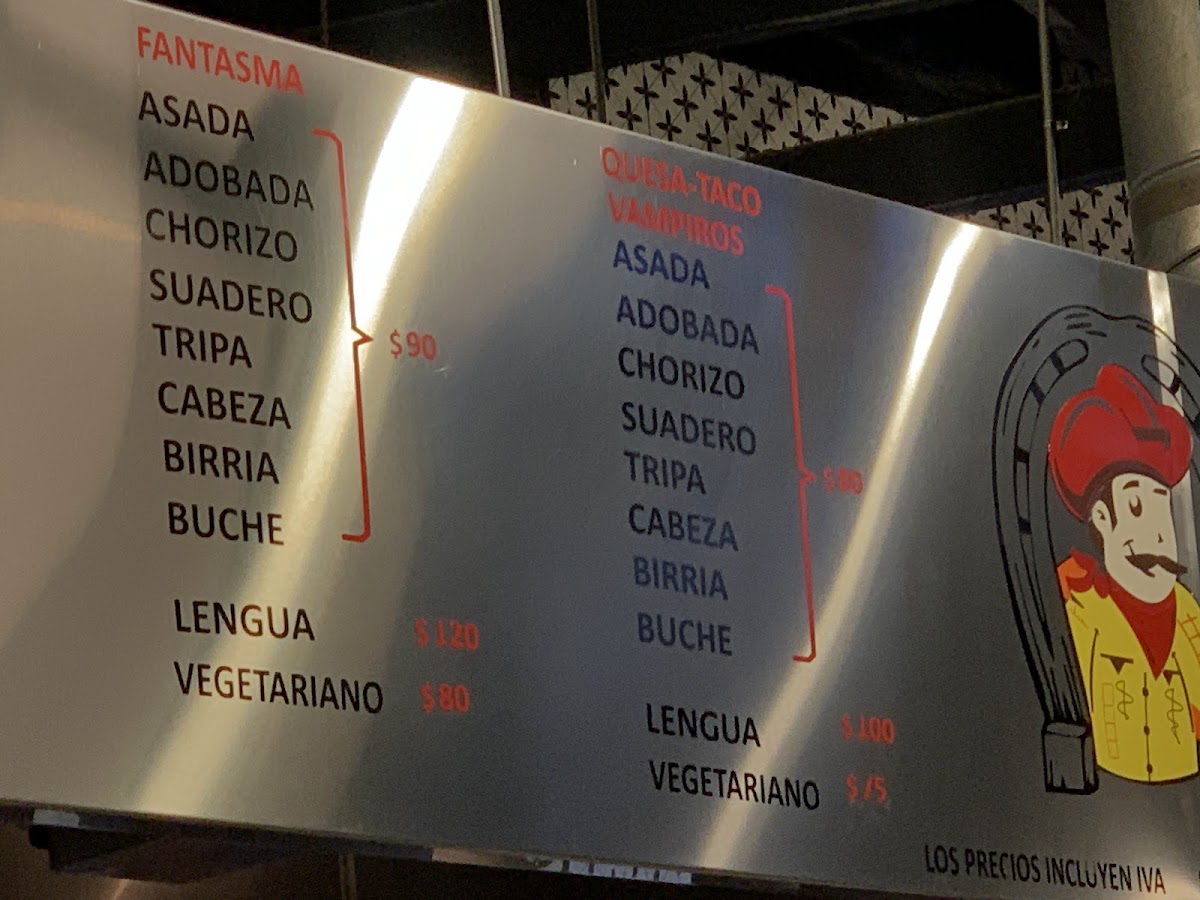 FANTASMA
ASADA
ADOBADA
CHORIZO
SUADERO
TRIPA
CABEZA
BIRRIA
BUCHE
$90
LENGUA $120
VEGETARIANO $80
QUESA-TACO
VAMPIROS
ASADA
ADOBADA
CHORIZO
SUADERO
TRIPA
CABEZA
BIRRIA
BUCHE
LENGUA $100
VEGETARIANO $75
LOS PRECIOS INCLUYEN IVA